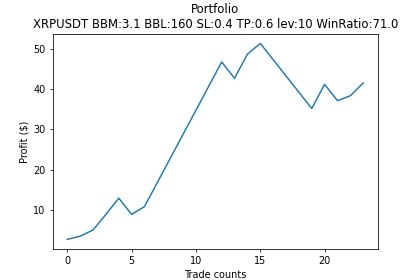 Portfolio
XRPUSDT BBM:3.1 BBL:160 SL:0.4 TP:0.6 lev:10 WinRatio:71.0
Profit ($)
50
40
30
20
10
0 5 10 15 20
Trade counts